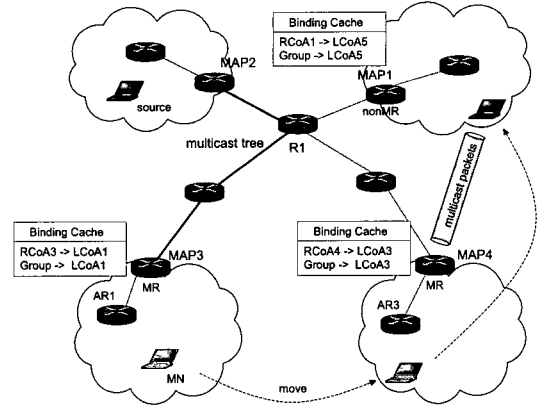 Binding Cache
RCoA1 -> LCoA5
Group -> LCoA5
MAP2
MAP1
source
nonMR
multicast tree
R1
multicast packets
Binding Cache
RCoA3 -> LCoA1
Group -> LCoA1
Binding Cache
RCoA4 -> LCoA3
Group -> LCoA3
MAP3
MAP4
MR
MR
AR1
AR3
MN
move